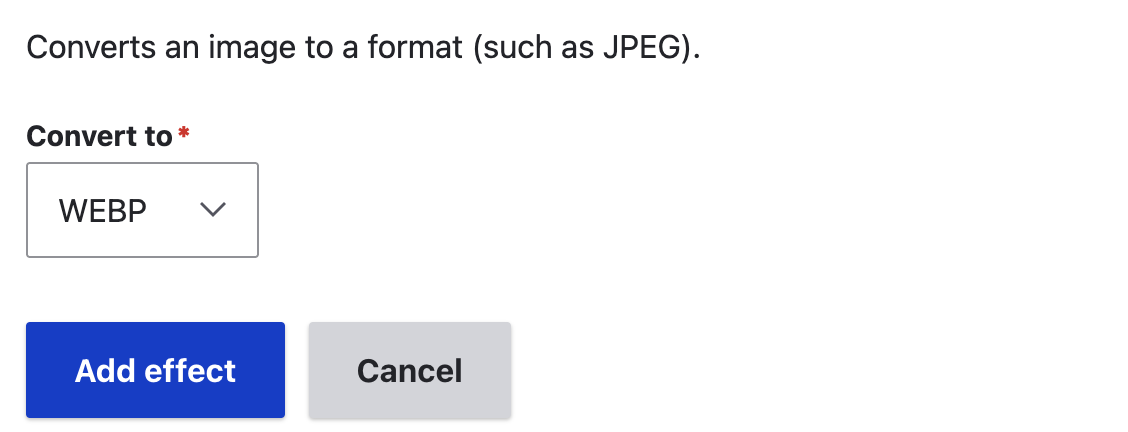 Converts an image to a format (such as JPEG).
Convert to*
WEBP
Add effect
Cancel